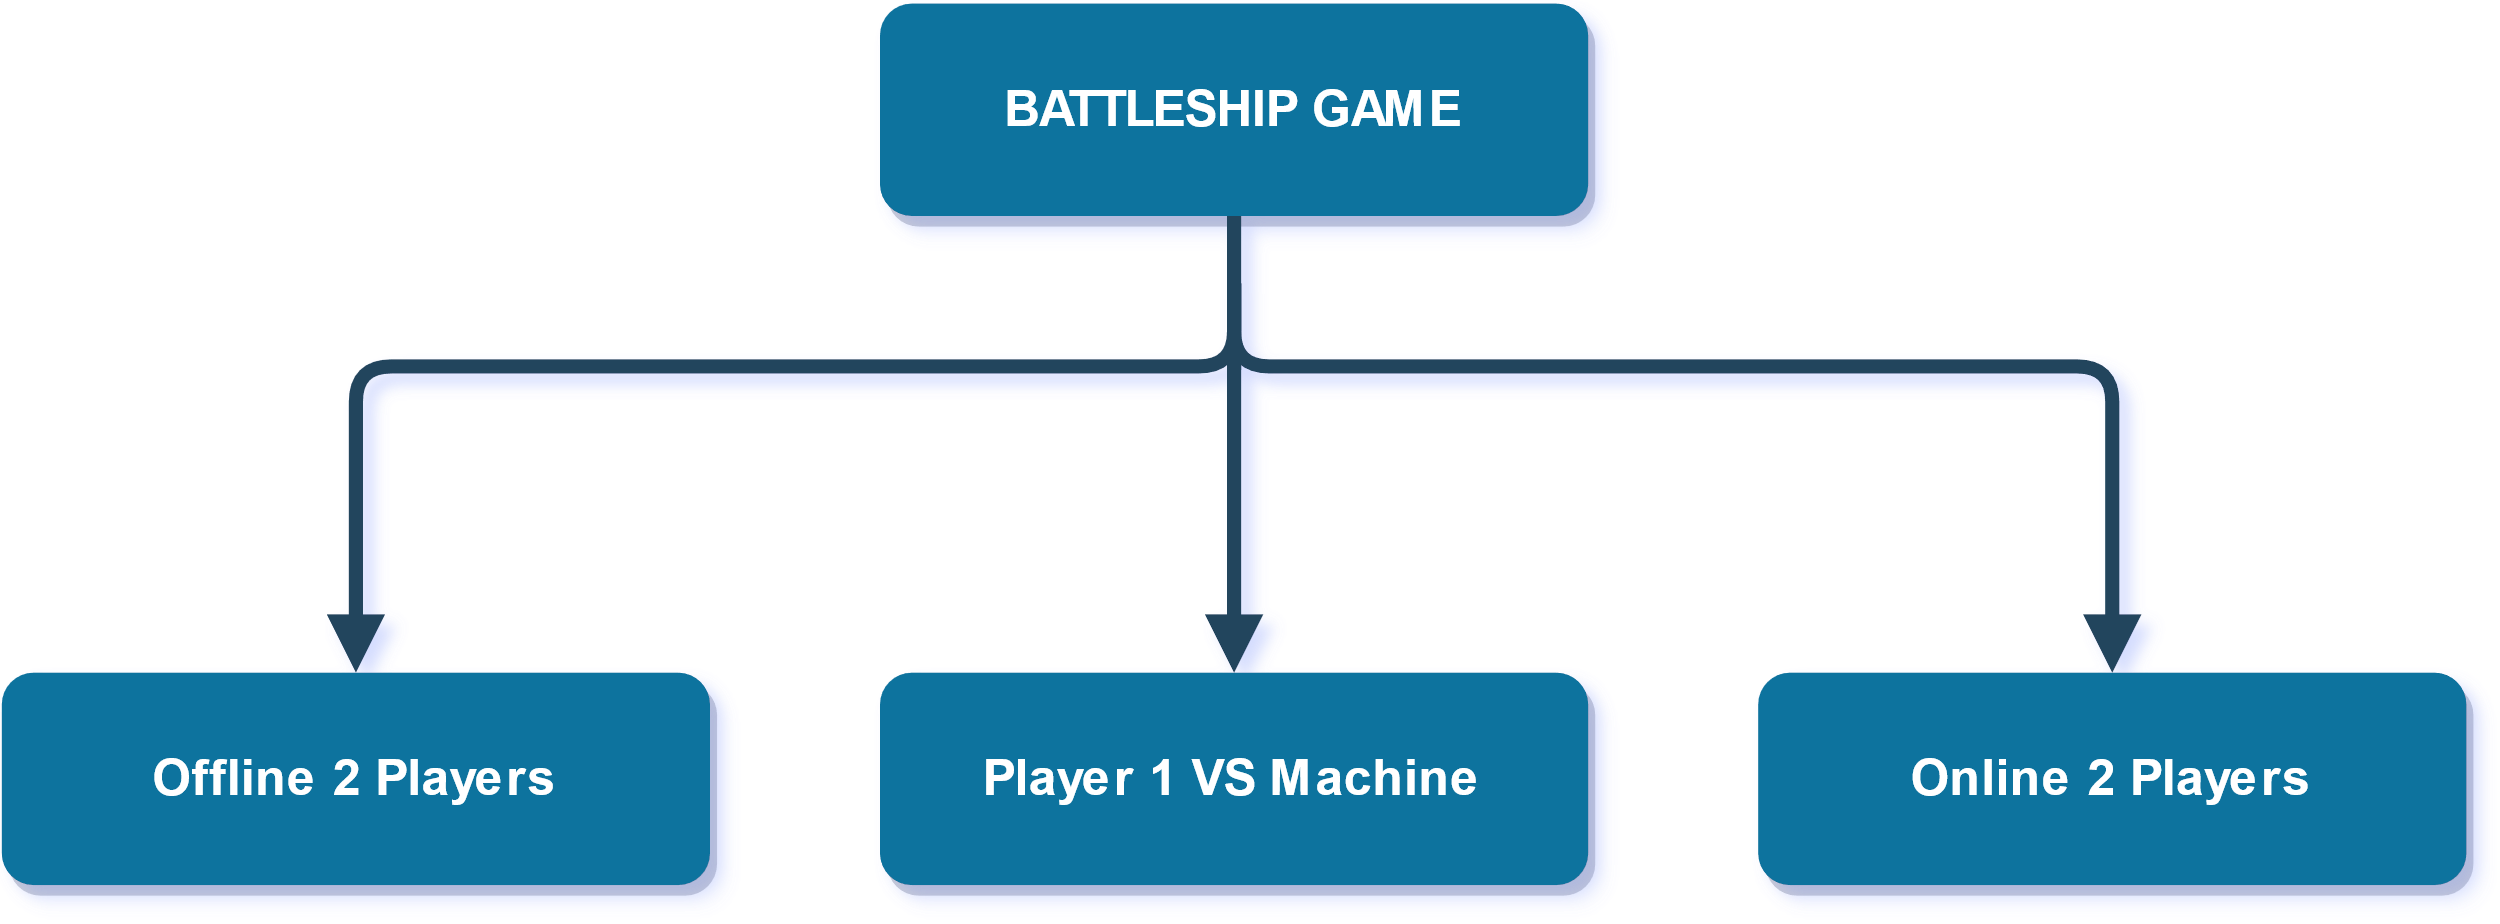 BATTLESHIP GAME
Offline 2 Players
Player 1 VS Machine
Online 2 Players